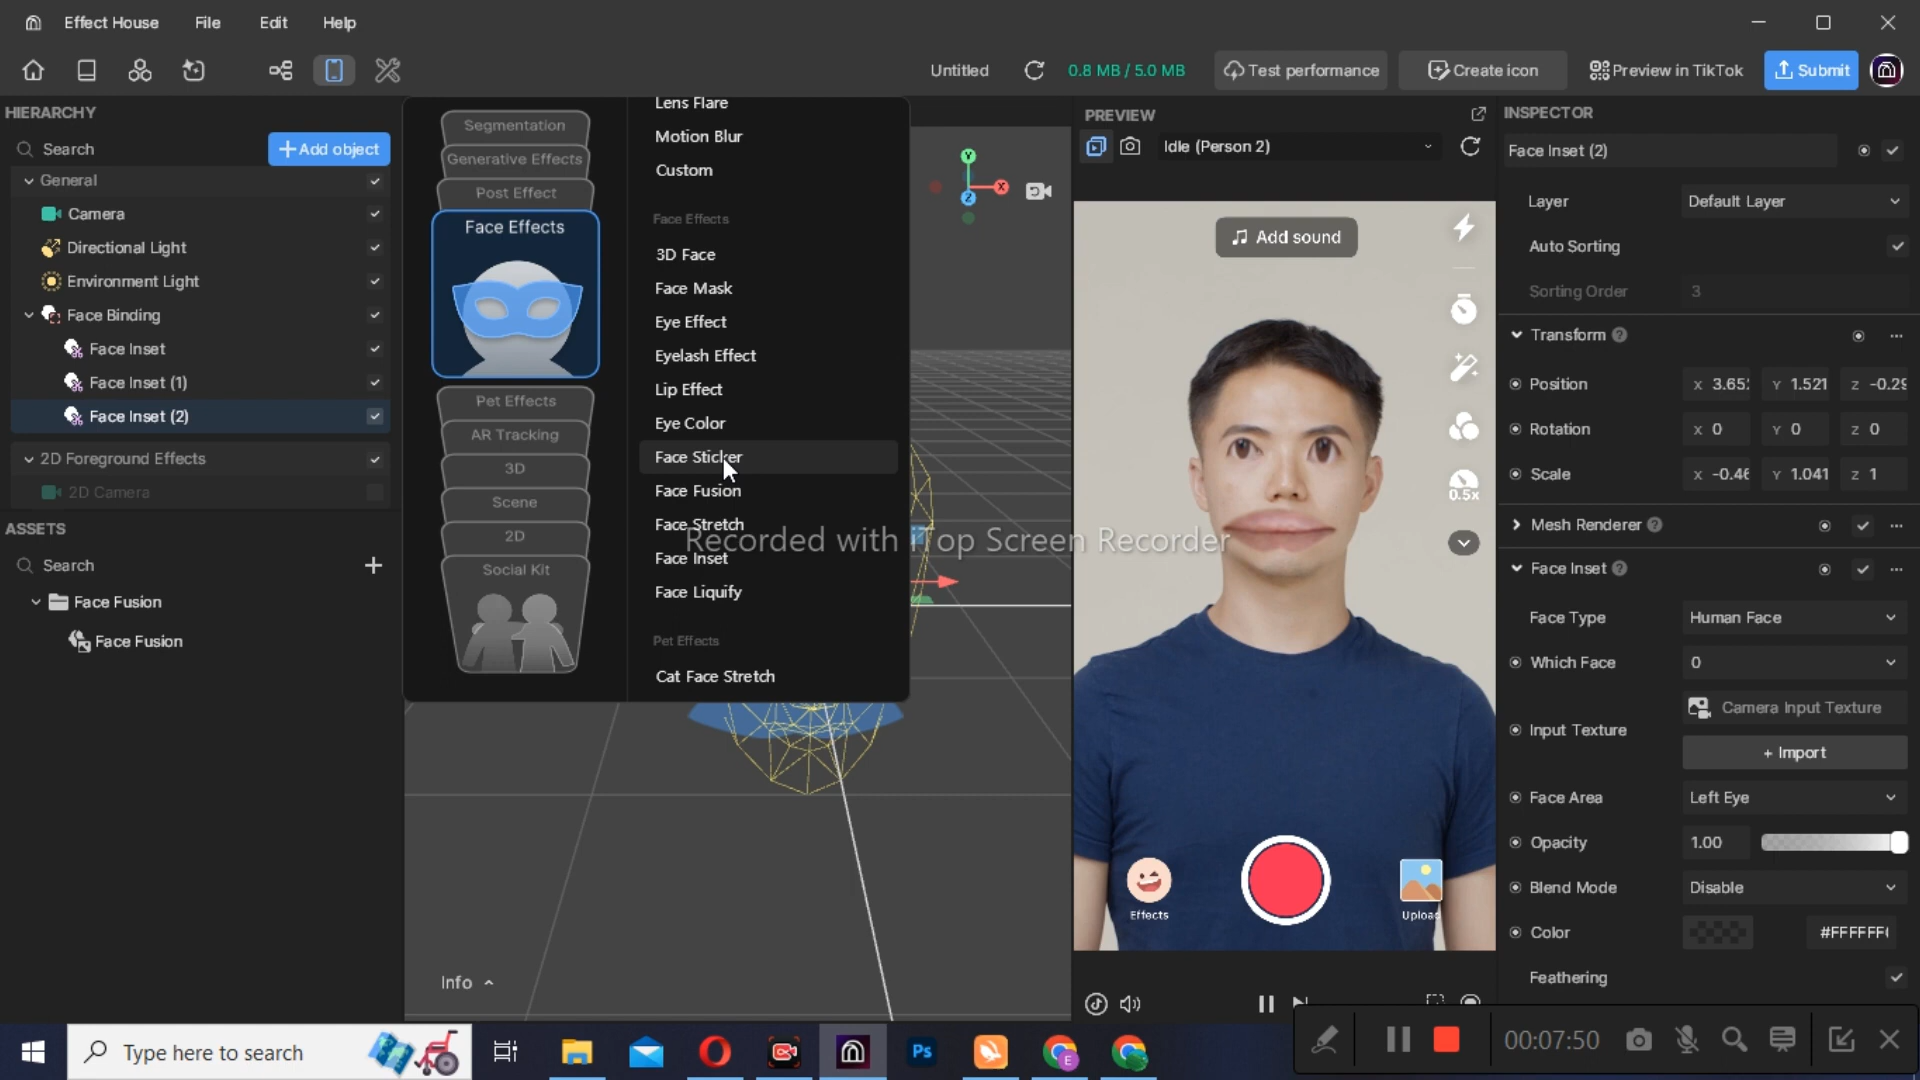 Effect House File Edit Help
Untitled 0.8 MB / 5.0 MB Test performance Create icon Preview in TikTok Submit
HIERARCHY
Search
Add object
General
Camera
Directional Light
Environment Light
Face Binding
Face Inset
Face Inset (1)
Face Inset (2)
2D Foreground Effects
2D Camera
ASSETS
Search
Face Fusion
Face Fusion
Segmentation
Generative Effects
Post Effect
Face Effects
Pet Effects
AR Tracking
3D
Scene
2D
Social Kit
Lens Flare
Motion Blur
Custom
Face Effects
3D Face
Face Mask
Eye Effect
Eyelash Effect
Lip Effect
Eye Color
Face Sticker
Face Fusion
Face Stretch
Face Inset
Face Liquify
Pet Effects
Cat Face Stretch
Y
X
Z
Info
Recorded with iTop Screen Recorder
PREVIEW
Idle (Person 2)
Add sound
0.5x
Effects
Upload
INSPECTOR
Face Inset (2)
Layer Default Layer
Auto Sorting
Sorting Order 3
Transform
Position X 3.65 Y 1.521 Z -0.29
Rotation X 0 Y 0 Z 0
Scale X -0.46 Y 1.041 Z 1
Mesh Renderer
Face Inset
Face Type Human Face
Which Face 0
Input Texture Camera Input Texture
+ Import
Face Area Left Eye
Opacity 1.00
Blend Mode Disable
Color #FFFFFF
Feathering
Type here to search
Ps
E
00:07:50